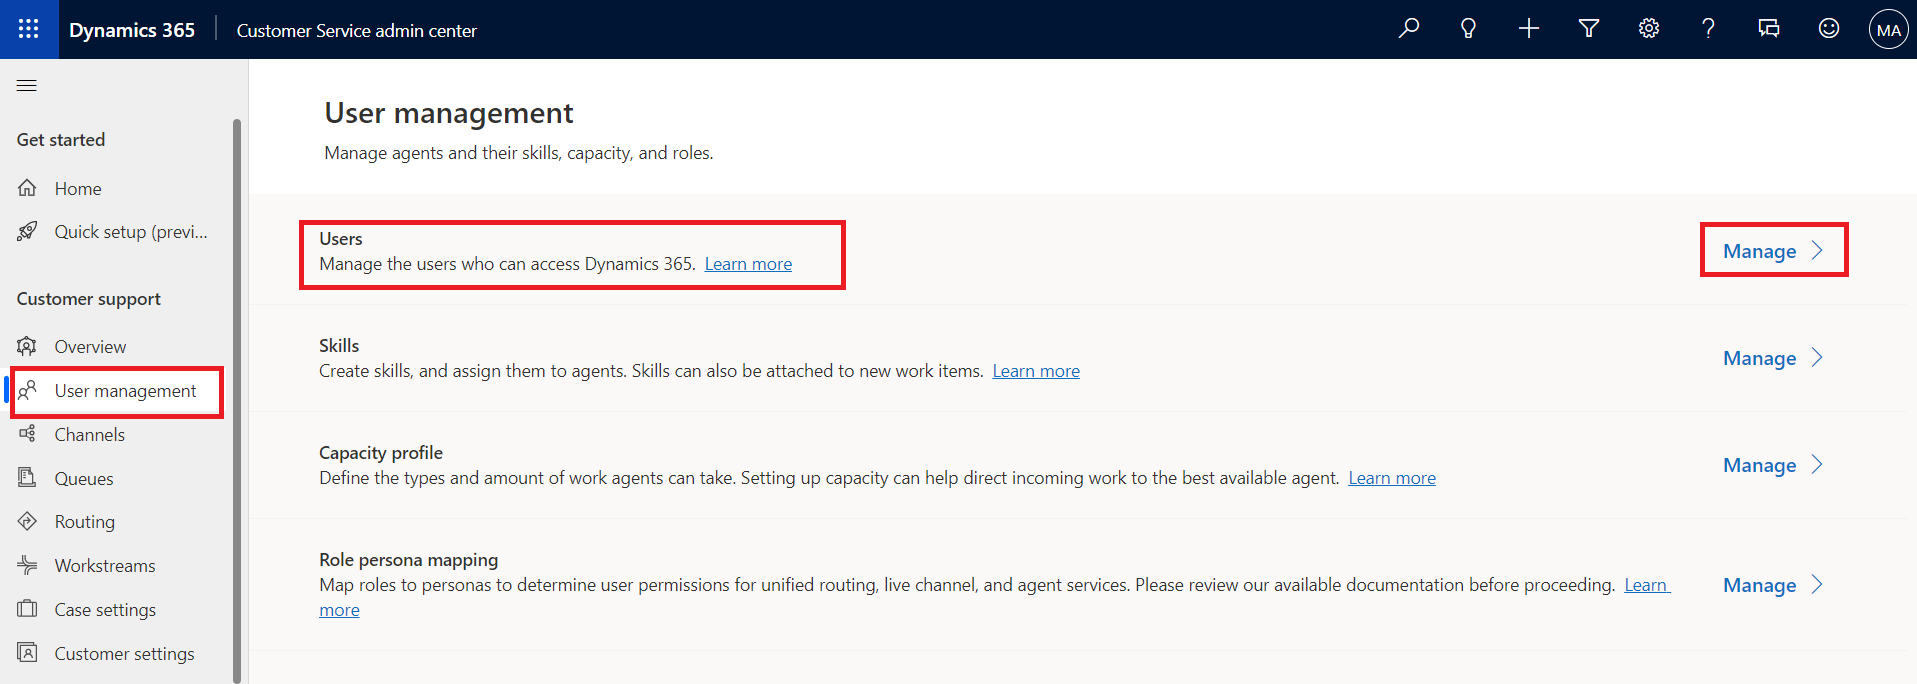 Dynamics 365
Customer Service admin center
MA
Get started
Home
Quick setup (previ...
Customer support
Overview
User management
Channels
Queues
Routing
Workstreams
Case settings
Customer settings
User management
Manage agents and their skills, capacity, and roles.
Users
Manage the users who can access Dynamics 365. Learn more
Manage
Skills
Create skills, and assign them to agents. Skills can also be attached to new work items. Learn more
Manage
Capacity profile
Define the types and amount of work agents can take. Setting up capacity can help direct incoming work to the best available agent. Learn more
Manage
Role persona mapping
Map roles to personas to determine user permissions for unified routing, live channel, and agent services. Please review our available documentation before proceeding. Learn
more
Manage